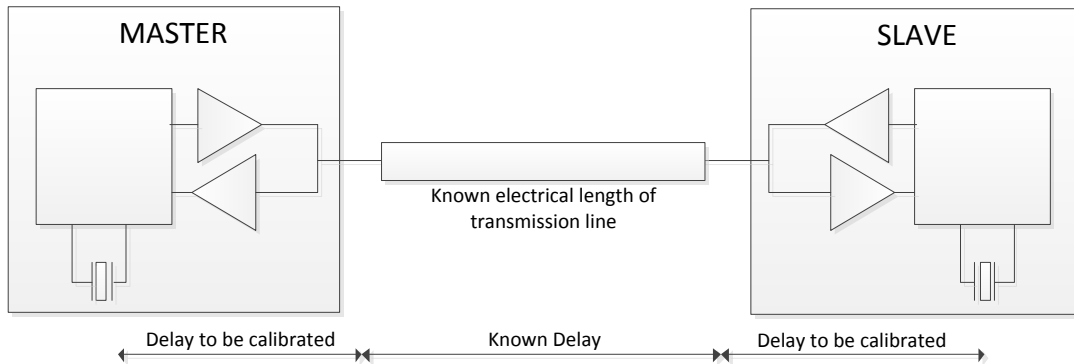 MASTER
SLAVE
Known electrical length of
transmission line
Delay to be calibrated
Known Delay
Delay to be calibrated